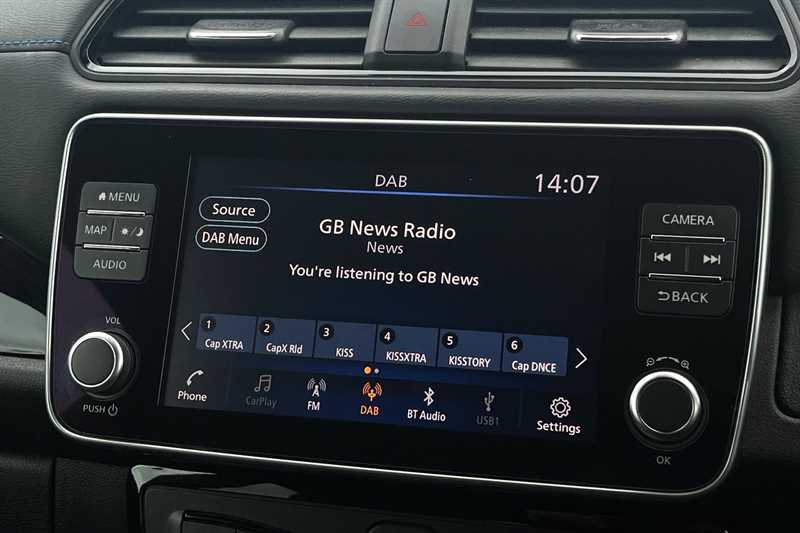 MENU
MAP
AUDIO
VOL
PUSH
DAB
14:07
Source
DAB Menu
GB News Radio
News
You're listening to GB News
1
Cap XTRA
2
CapX Rld
3
KISS
4
KISSXTRA
5
KISSTORY
6
Cap DNCE
Phone
CarPlay
FM
DAB
BT Audio
USB1
Settings
CAMERA
BACK
OK